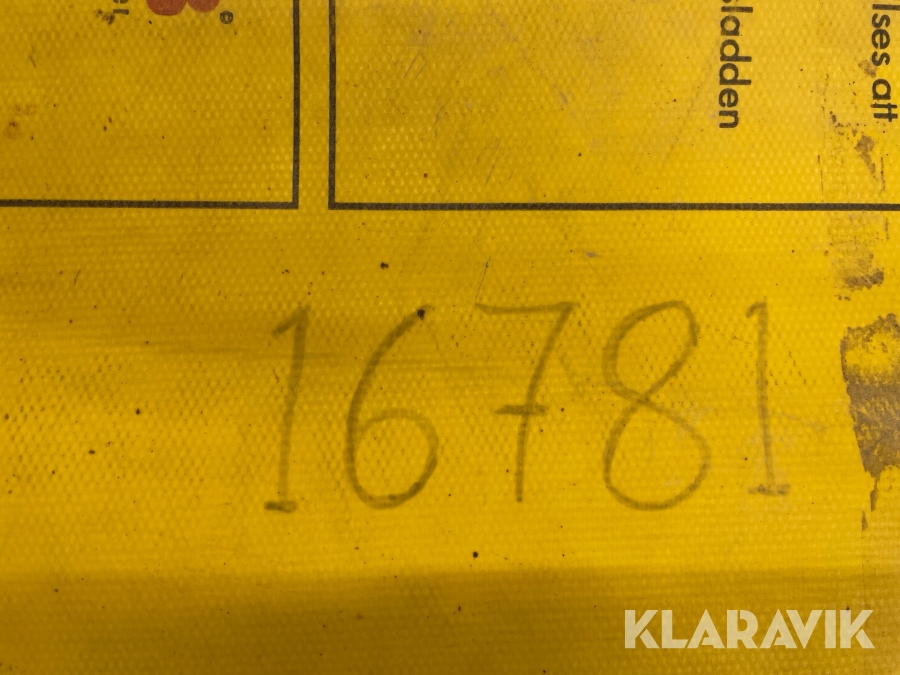 bladden
lses att
16781
KLARAVIK